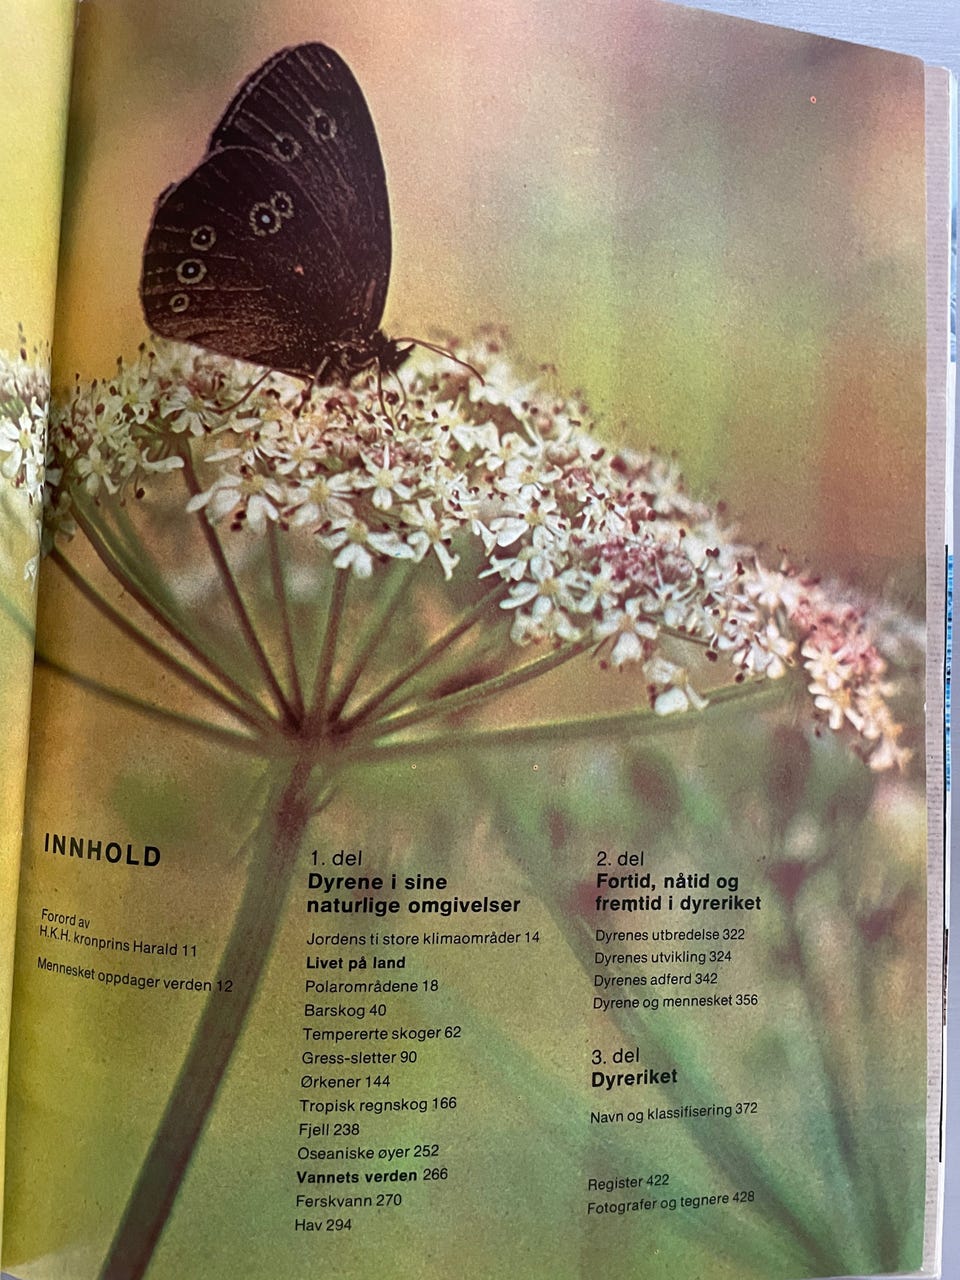 INNHOLD
Forord av
H.K.H. kronprins Harald 11
Mennesket oppdager verden 12
1. del
Dyrene i sine
naturlige omgivelser
Jordens ti store klimaområder 14
Livet på land
Polarområdene 18
Barskog 40
Tempererte skoger 62
Gress-sletter 90
Ørkener 144
Tropisk regnskog 166
Fjell 238
Oseaniske øyer 252
Vannets verden 266
Ferskvann 270
Hav 294
2. del
Fortid, nåtid og
fremtid i dyreriket
Dyrenes utbredelse 322
Dyrenes utvikling 324
Dyrenes adferd 342
Dyrene og mennesket 356
3. del
Dyreriket
Navn og klassifisering 372
Register 422
Fotografer og tegnere 428